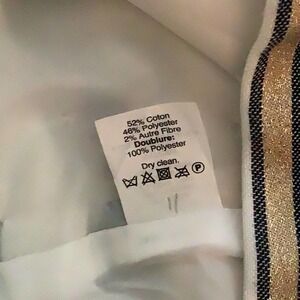 52% Coton
46% Polyester
2% Autre Fibre
Doublure:
100% Polyester
Dry clean.
P